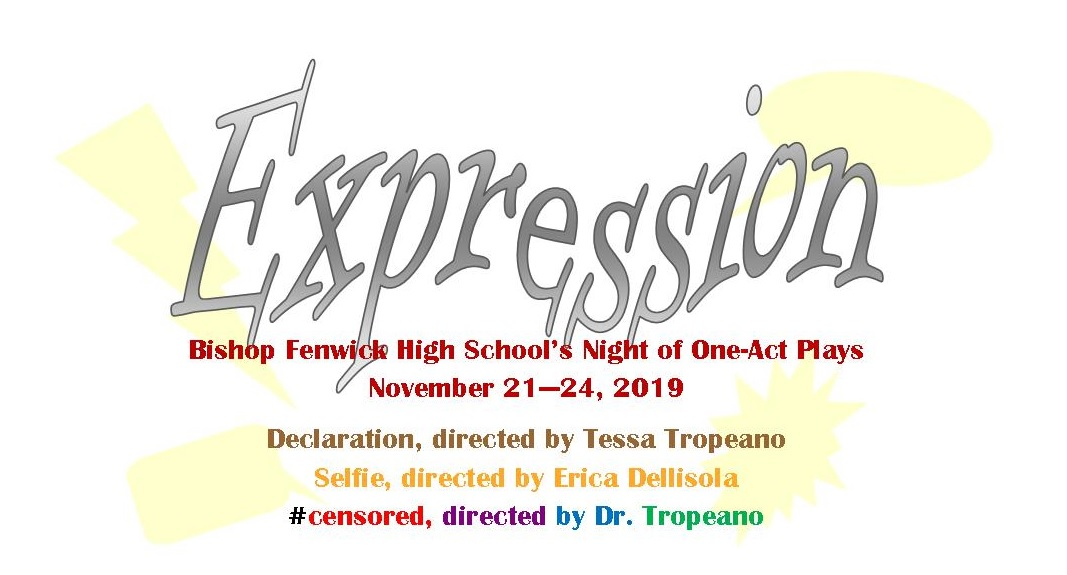 Expression
Bishop Fenwick High School’s Night of One-Act Plays
November 21—24, 2019
Declaration, directed by Tessa Tropeano
Selfie, directed by Erica Dellisola
#censored, directed by Dr. Tropeano